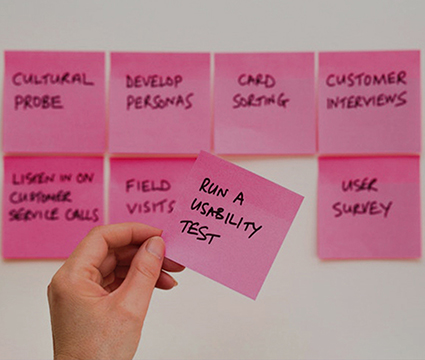 CULTURAL
PROBE
DEVELOP
PERSONAS
CARD
SORTING
CUSTOMER
INTERVIEWS
LISTEN IN ON
CUSTOMER
SERVICE CALLS
FIELD
VISITS
RUN A
USABILITY
TEST
USER
SURVEY